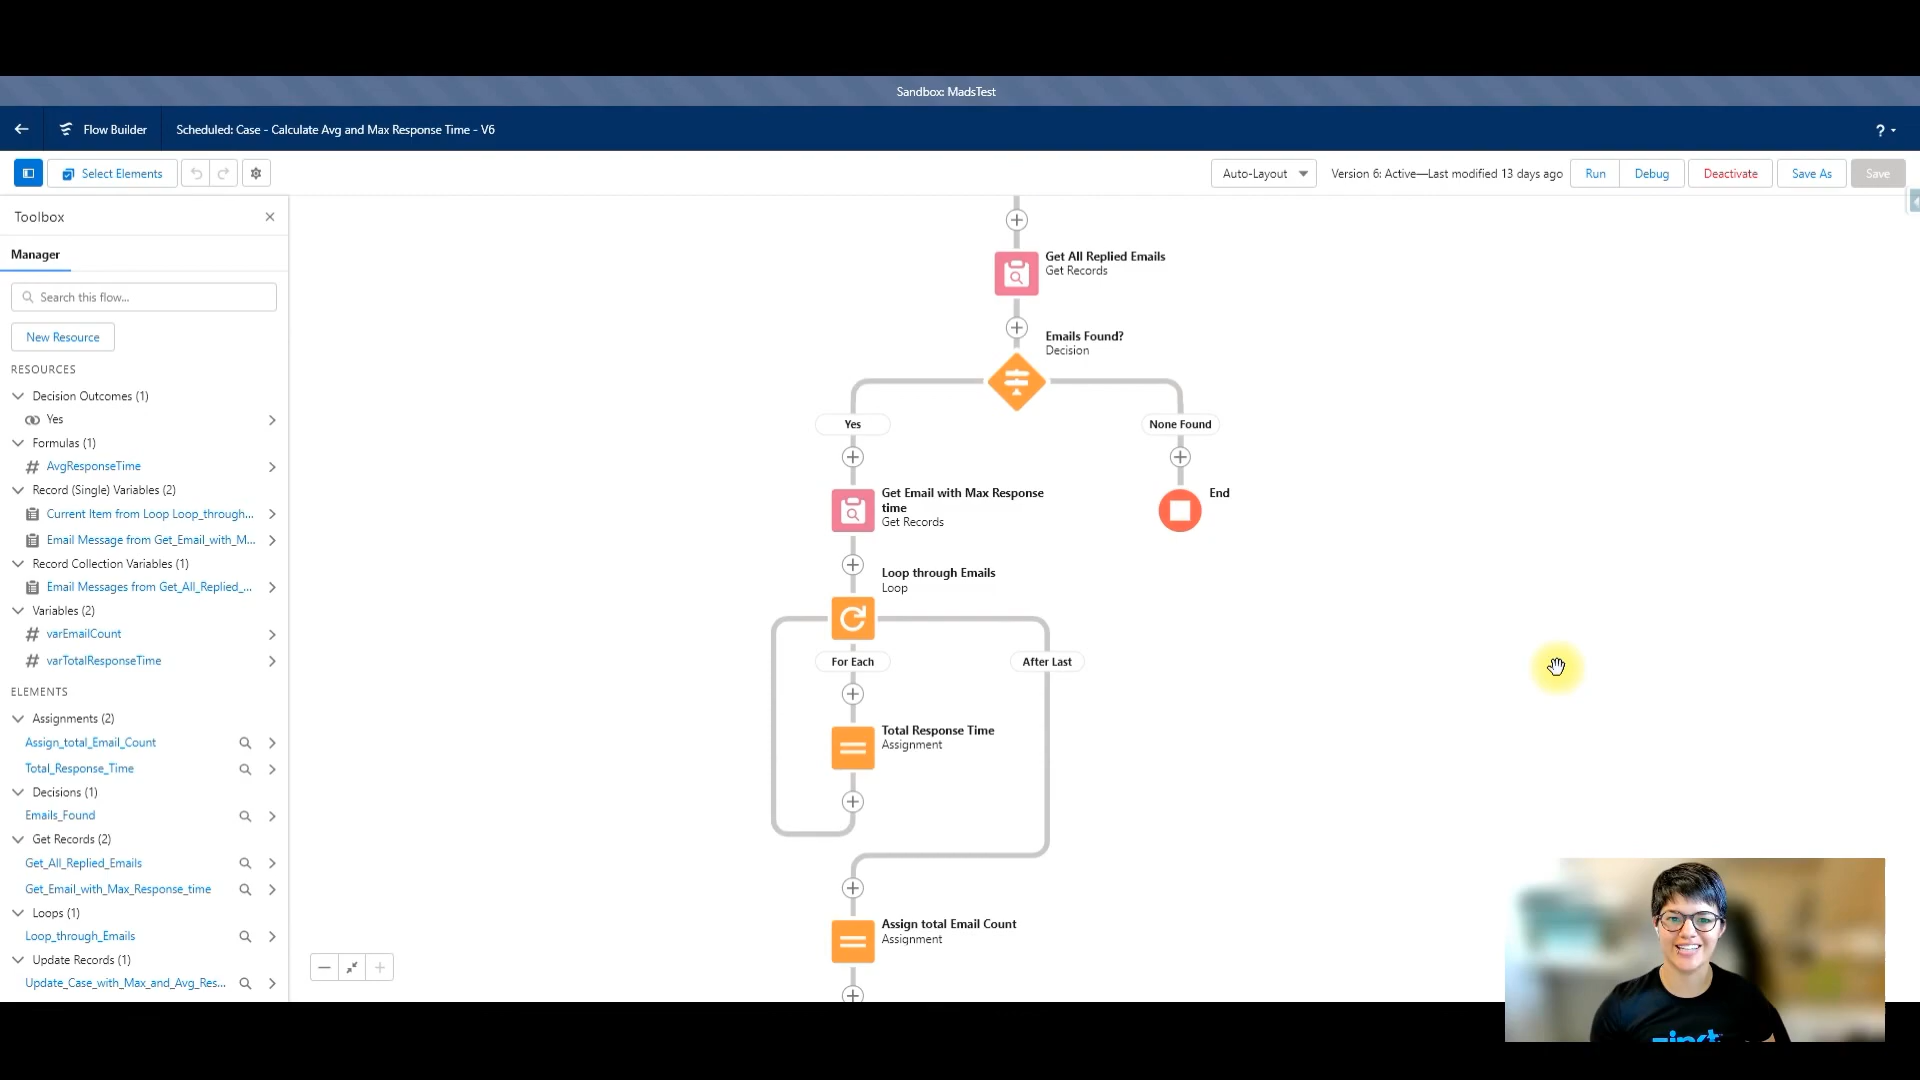 Sandbox: MadsTest
Flow Builder
Scheduled: Case - Calculate Avg and Max Response Time - V6
?
Select Elements
Auto-Layout
Version 6: Active—Last modified 13 days ago
Run
Debug
Deactivate
Save As
Save
Toolbox
Manager
Search this flow...
New Resource
RESOURCES
Decision Outcomes (1)
Yes
Formulas (1)
AvgResponseTime
Record (Single) Variables (2)
Current Item from Loop Loop_through...
Email Message from Get_Email_with_M...
Record Collection Variables (1)
Email Messages from Get_All_Replied_...
Variables (2)
varEmailCount
varTotalResponseTime
ELEMENTS
Assignments (2)
Assign_total_Email_Count
Total_Response_Time
Decisions (1)
Emails_Found
Get Records (2)
Get_All_Replied_Emails
Get_Email_with_Max_Response_time
Loops (1)
Loop_through_Emails
Update Records (1)
Update_Case_with_Max_and_Avg_Res...
Get All Replied Emails
Get Records
Emails Found?
Decision
Yes
None Found
Get Email with Max Response
time
Get Records
End
Loop through Emails
Loop
For Each
After Last
Total Response Time
Assignment
Assign total Email Count
Assignment